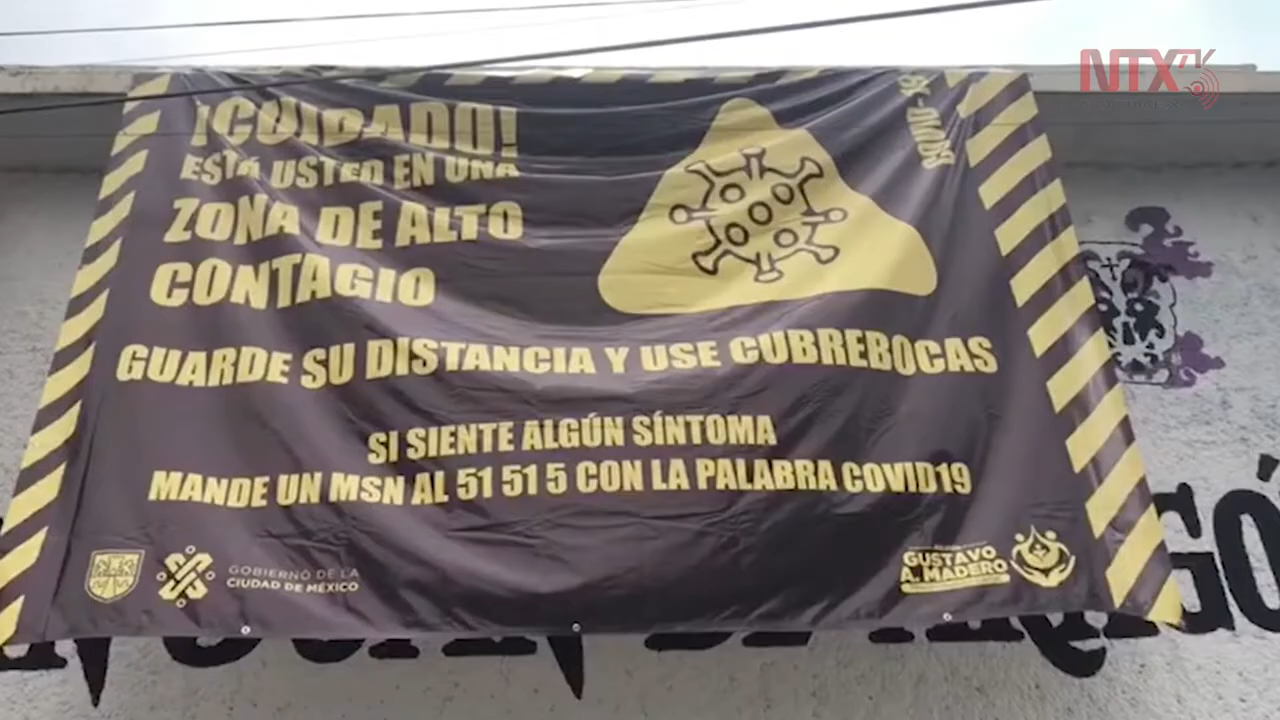 NTX
COVID-19
¡CUIDADO!
ESTÁ USTED EN UNA
ZONA DE ALTO
CONTAGIO
GUARDE SU DISTANCIA Y USE CUBREBOCAS
SI SIENTE ALGÚN SÍNTOMA
MANDE UN MSN AL 51 51 5 CON LA PALABRA COVID19
GOBIERNO DE LA
CIUDAD DE MÉXICO
GUSTAVO
A. MADERO